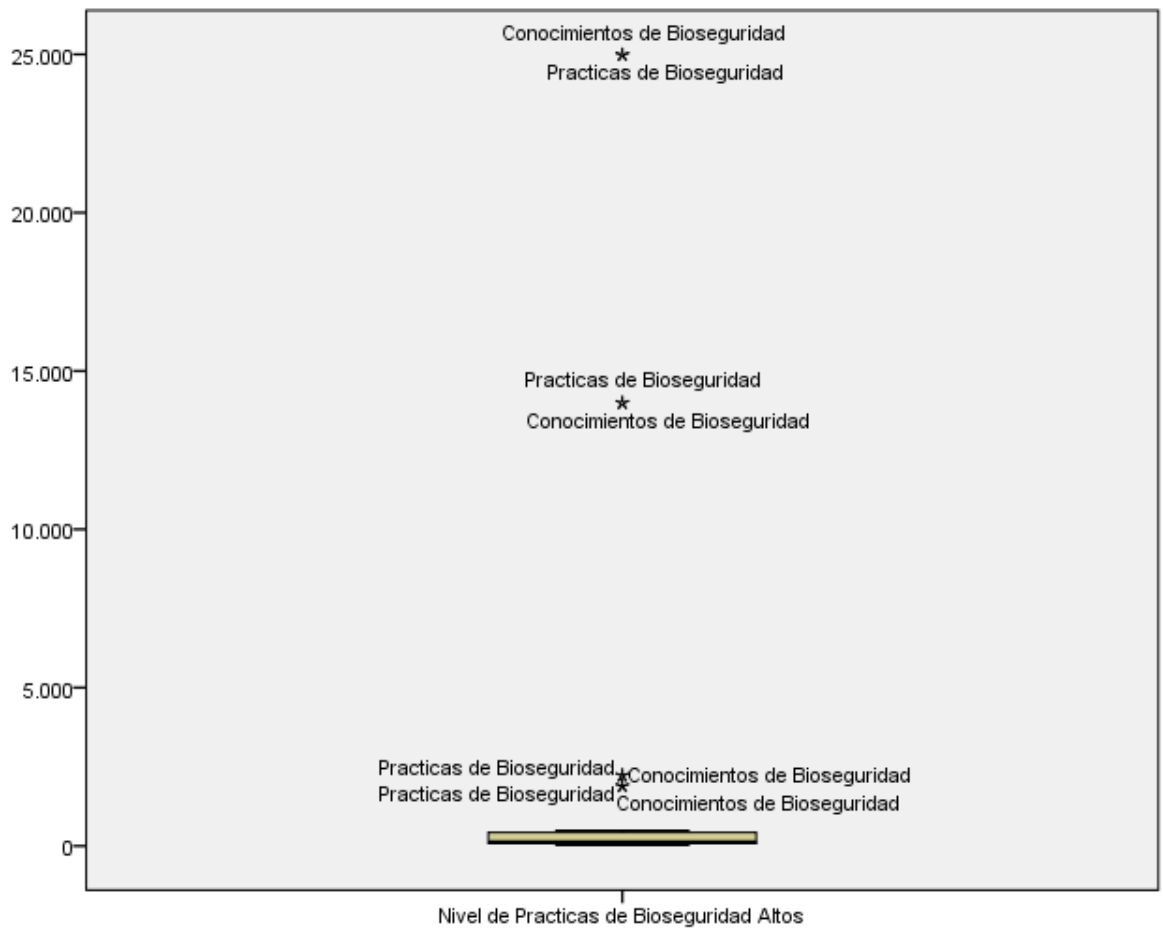 Conocimientos de Bioseguridad
25.000
Practicas de Bioseguridad
20.000
15.000
Practicas de Bioseguridad
Conocimientos de Bioseguridad
10.000
5.000
Practicas de Bioseguridad
Conocimientos de Bioseguridad
Practicas de Bioseguridad
Conocimientos de Bioseguridad
0
Nivel de Practicas de Bioseguridad Altos